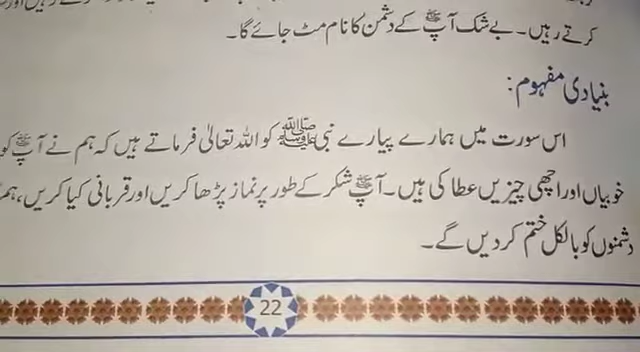 کرتے رہیں۔ بے شک آپ ﷺ کے دشمن کا نام مٹ جائے گا۔
بنیادی مفہوم:
اس سورت میں ہمارے پیارے نبی ﷺ کو اللہ تعالیٰ فرماتے ہیں کہ ہم نے آپ ﷺ کو
خوبیاں اور اچھی چیزیں عطا کی ہیں۔ آپ ﷺ شکر کے طور پر نماز پڑھا کریں اور قربانی کیا کریں، ہم
دشمنوں کو بالکل ختم کر دیں گے۔
22